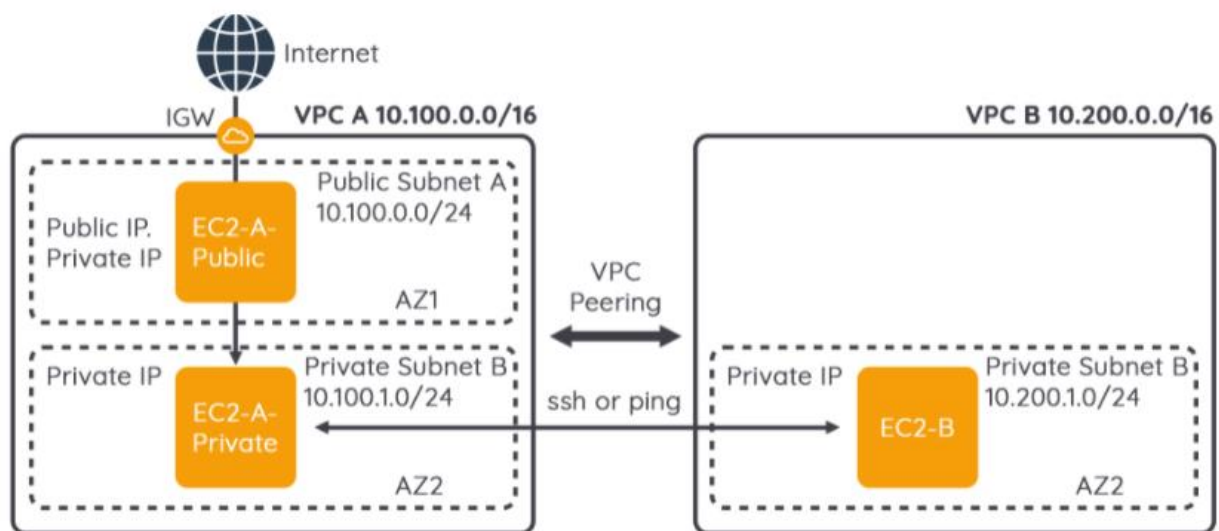 Internet
IGW
VPC A 10.100.0.0/16
VPC B 10.200.0.0/16
Public Subnet A
10.100.0.0/24
Public IP.
Private IP
EC2-A-
Public
AZ1
VPC
Peering
Private IP
Private Subnet B
10.100.1.0/24
EC2-A-
Private
AZ2
ssh or ping
Private IP
Private Subnet B
10.200.1.0/24
EC2-B
AZ2